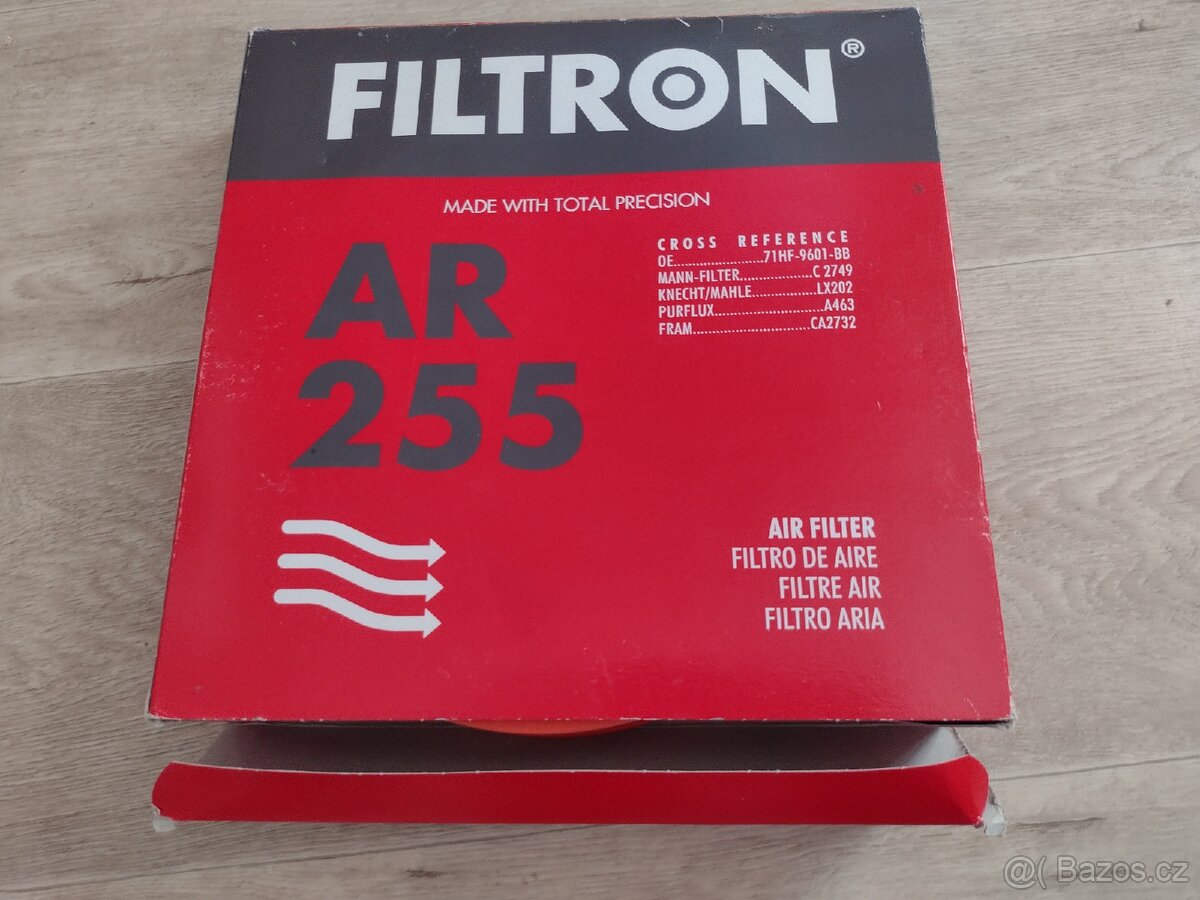 FILTRON®
MADE WITH TOTAL PRECISION
AR
255
CROSS REFERENCE
OE........................71HF-9601-BB
MANN-FILTER...................C 2749
KNECHT/MAHLE.................LX202
PURFLUX.............................A463
FRAM...............................CA2732
AIR FILTER
FILTRO DE AIRE
FILTRE AIR
FILTRO ARIA
@( Bazos.cz